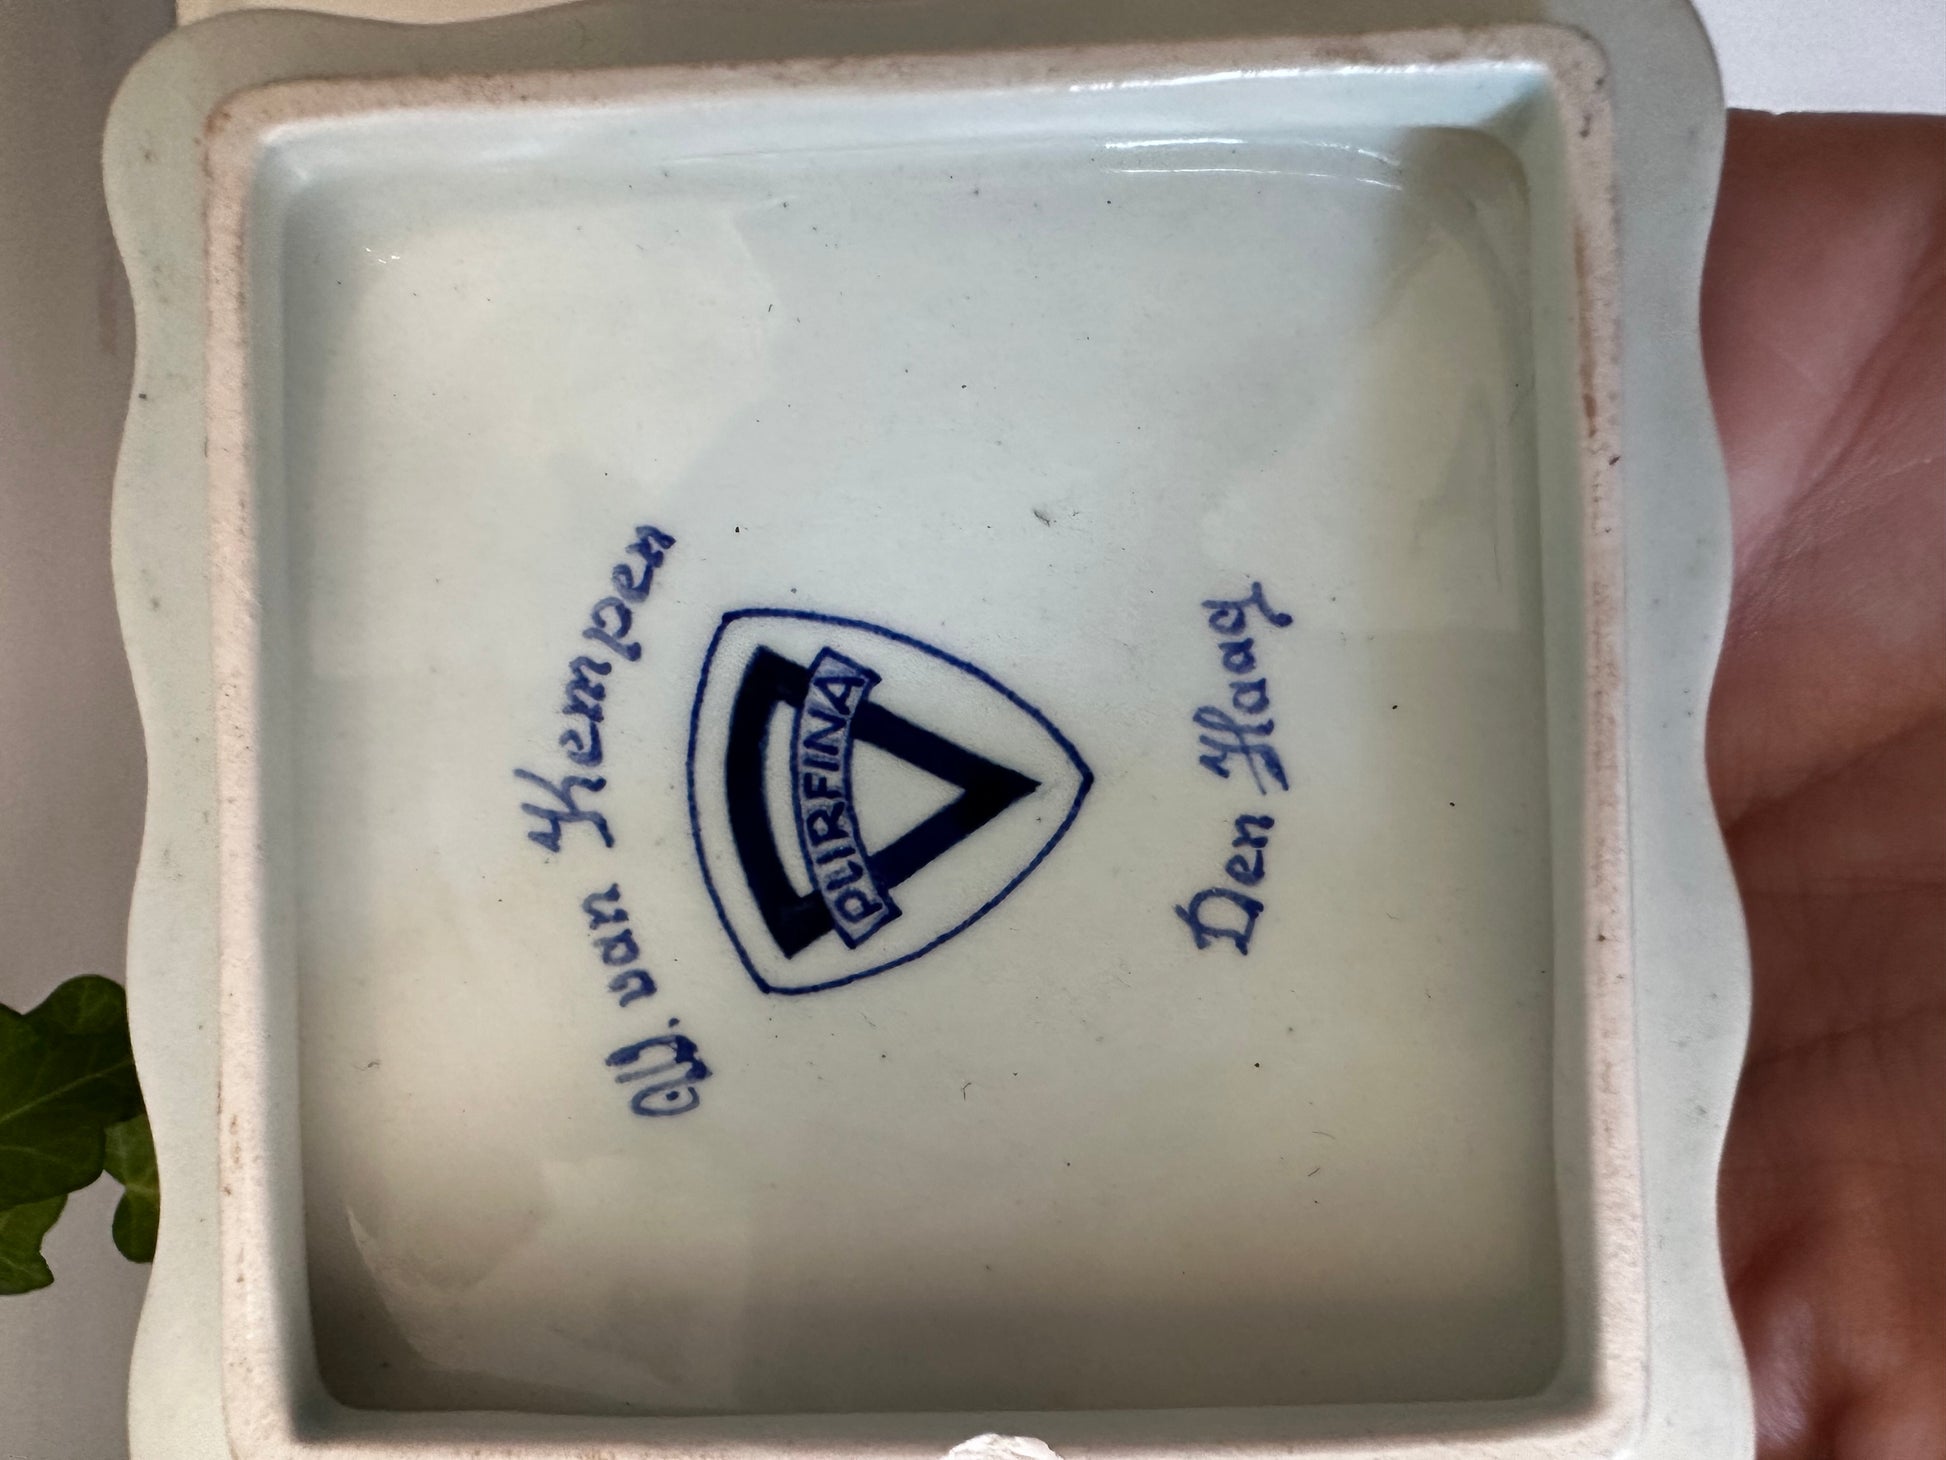 W. van Kempen
PURFINA
Den Haag